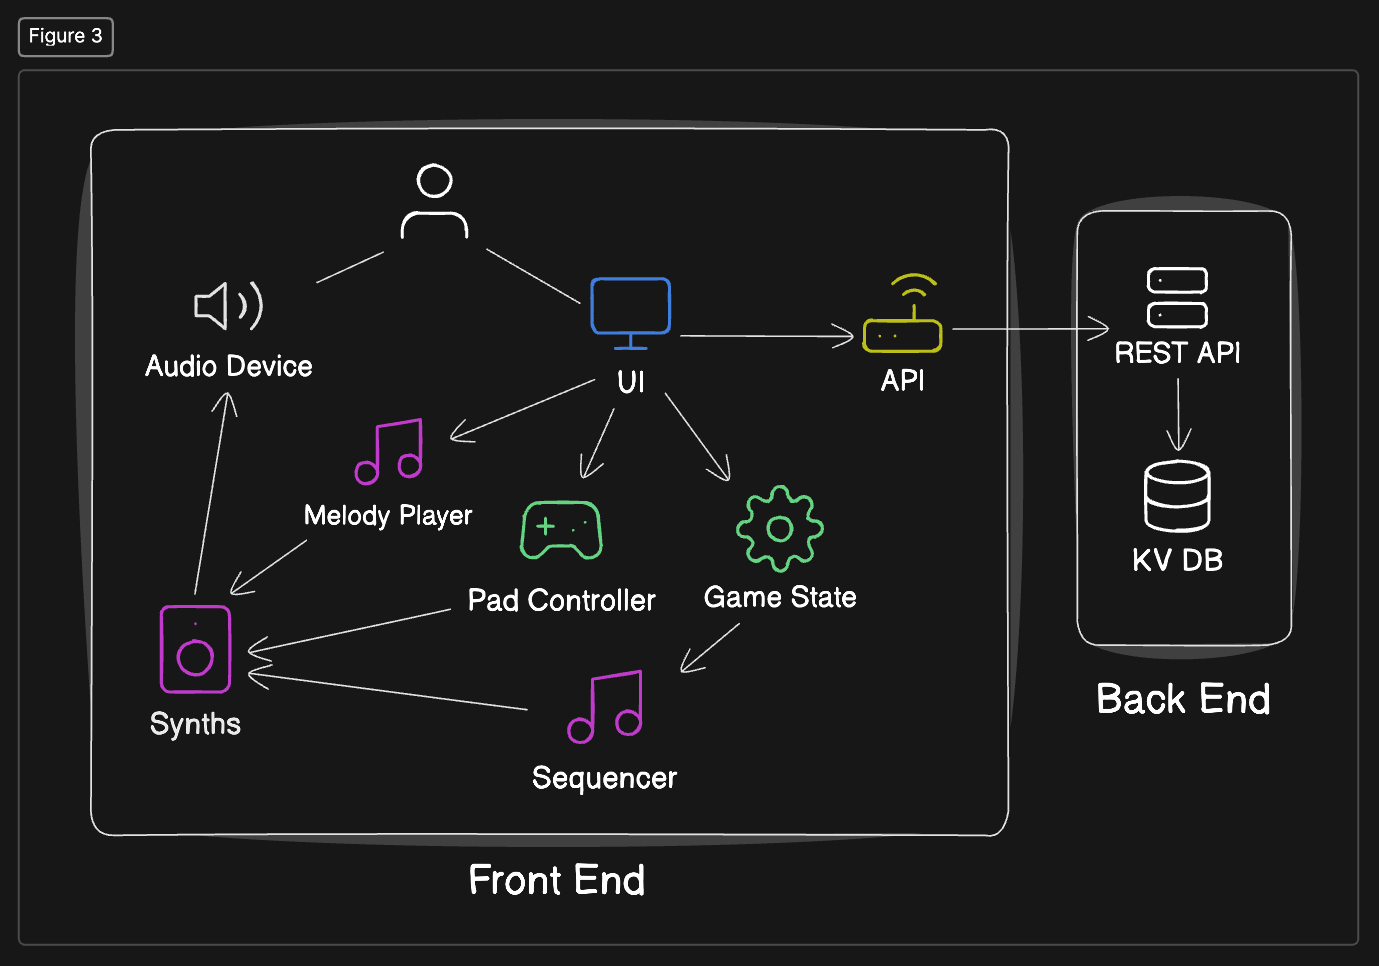 Figure 3
Audio Device
UI
API
REST API
Melody Player
KV DB
Pad Controller
Game State
Synths
Back End
Sequencer
Front End